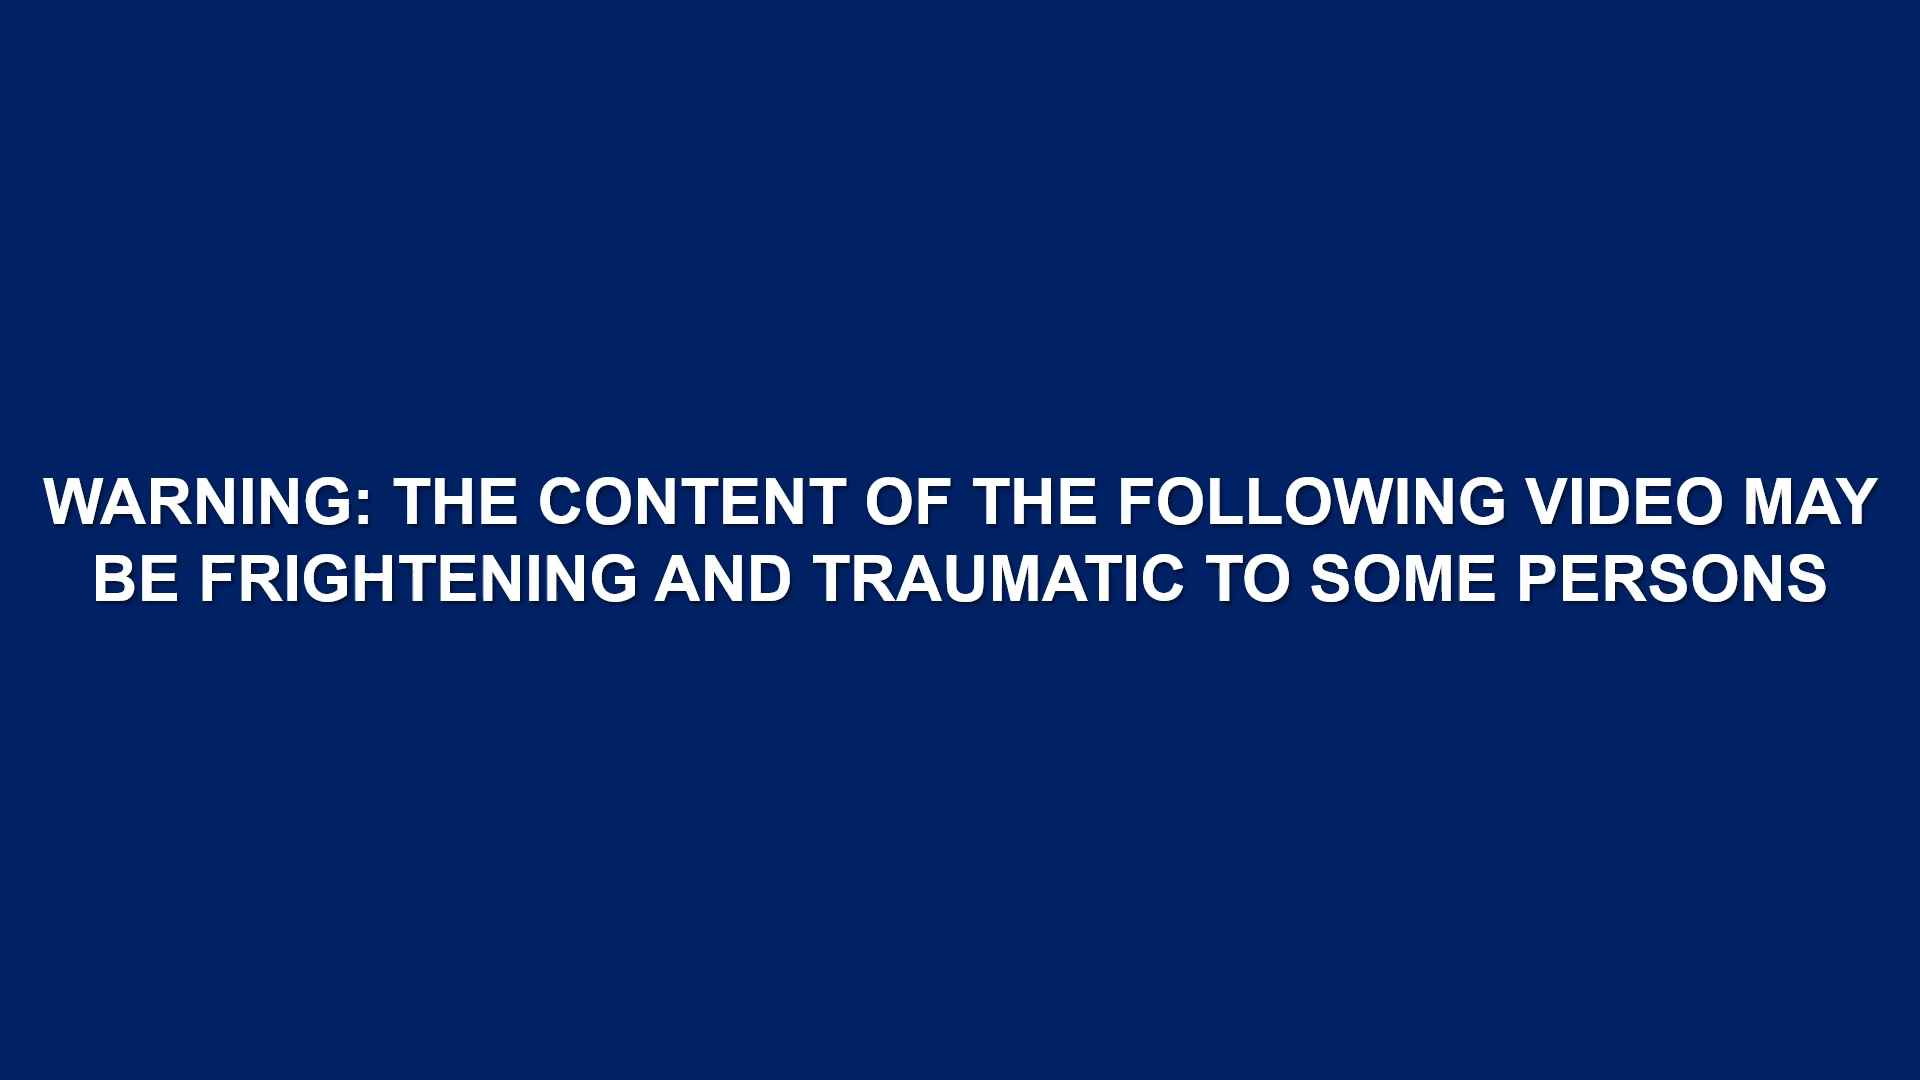 WARNING: THE CONTENT OF THE FOLLOWING VIDEO MAY
BE FRIGHTENING AND TRAUMATIC TO SOME PERSONS